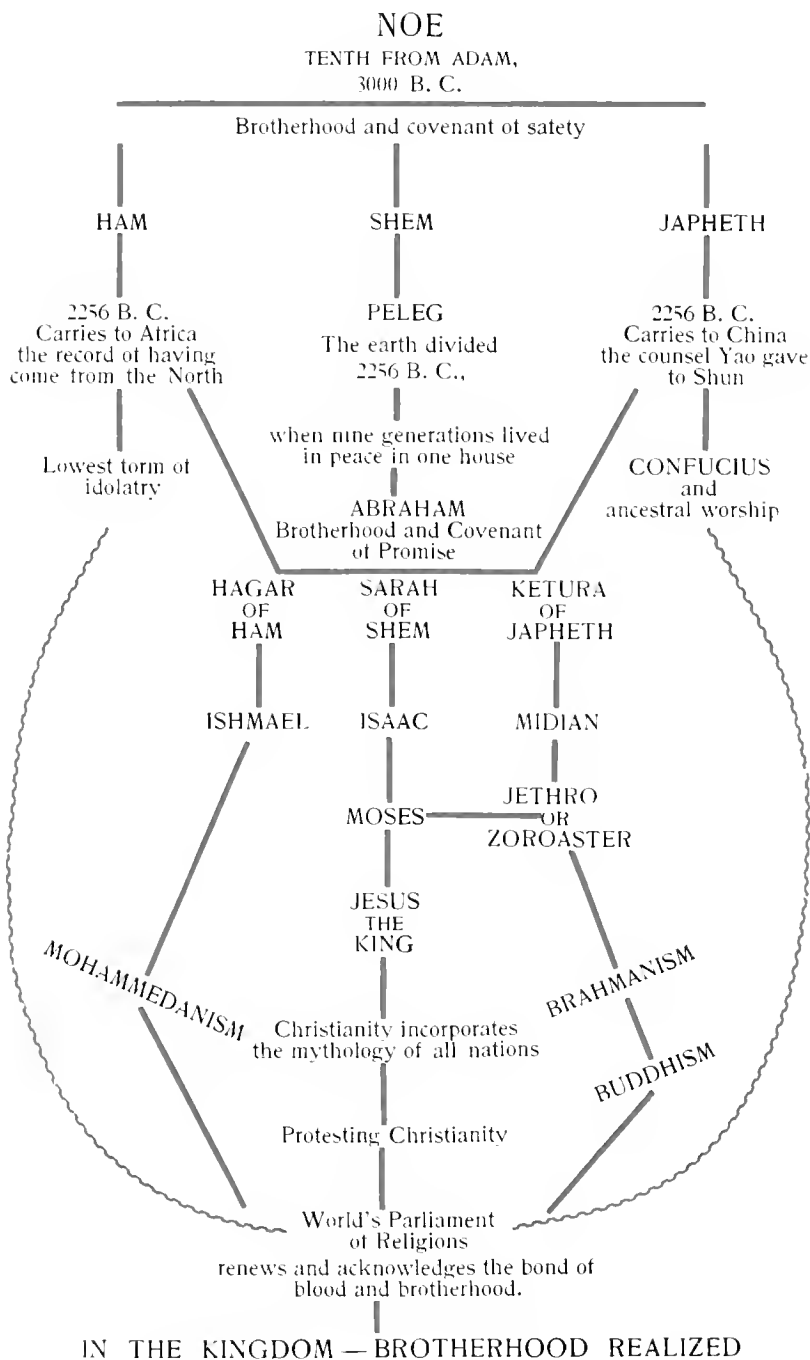 NOE
TENTH FROM ADAM,
3000 B. C.
Brotherhood and covenant of safety
HAM
SHEM
JAPHETH
2256 B. C.
Carries to Africa
the record of having
come from the North
PELEG
The earth divided
2256 B. C.,
2256 B. C.
Carries to China
the counsel Yao gave
to Shun
when nine generations lived
in peace in one house
Lowest form of
idolatry
CONFUCIUS
and
ancestral worship
ABRAHAM
Brotherhood and Covenant
of Promise
HAGAR
OF
HAM
SARAH
OF
SHEM
KETURA
OF
JAPHETH
ISHMAEL
ISAAC
MIDIAN
MOSES
JETHRO
OR
ZOROASTER
JESUS
THE
KING
MOHAMMEDANISM
BRAHMANISM
Christianity incorporates
the mythology of all nations
BUDDHISM
Protesting Christianity
World's Parliament
of Religions
renews and acknowledges the bond of
blood and brotherhood.
IN THE KINGDOM — BROTHERHOOD REALIZED